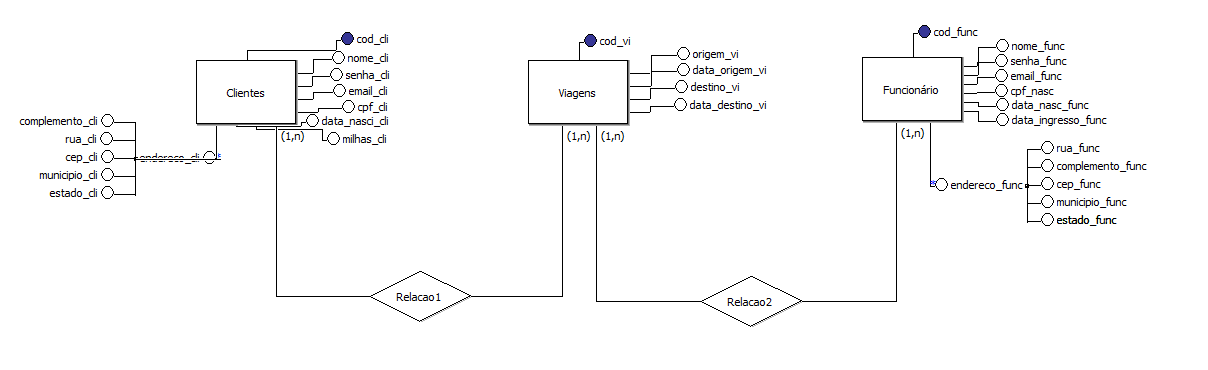 cod_cli
nome_cli
senha_cli
email_cli
cpf_cli
data_nasci_cli
milhas_cli
Clientes
(1,n)
complemento_cli
rua_cli
cep_cli
municipio_cli
estado_cli
endereco_cli
cod_vi
origem_vi
data_origem_vi
destino_vi
data_destino_vi
Viagens
(1,n)
(1,n)
cod_func
nome_func
senha_func
email_func
cpf_nasc
data_nasc_func
data_ingresso_func
Funcionário
(1,n)
endereco_func
rua_func
complemento_func
cep_func
municipio_func
estado_func
Relacao1
Relacao2